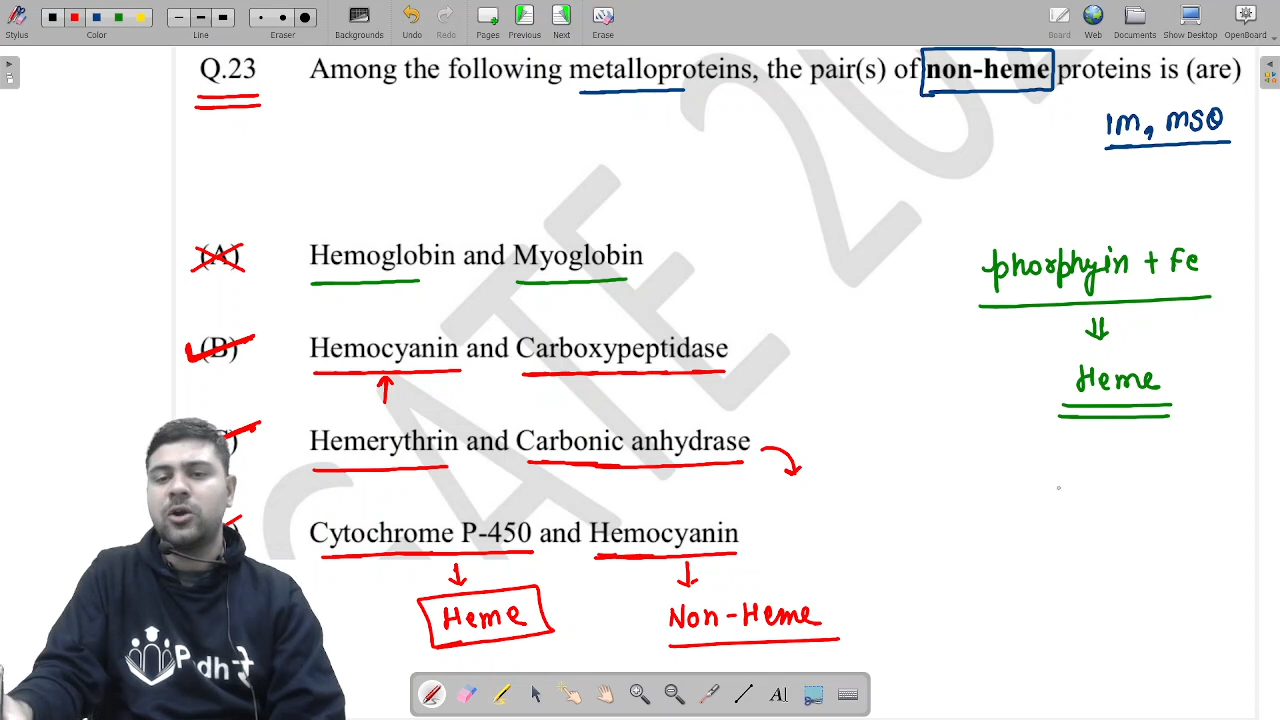 Stylus Color Line Eraser Backgrounds Undo Redo Pages Previous Next Erase Board Web Documents Show Desktop OpenBoard
Q.23 Among the following metalloproteins, the pair(s) of non-heme proteins is (are)
1M, MSQ
(A) Hemoglobin and Myoglobin
phorphyin + Fe
(B) Hemocyanin and Carboxypeptidase
Heme
Hemerythrin and Carbonic anhydrase
Cytochrome P-450 and Hemocyanin
Heme Non-Heme